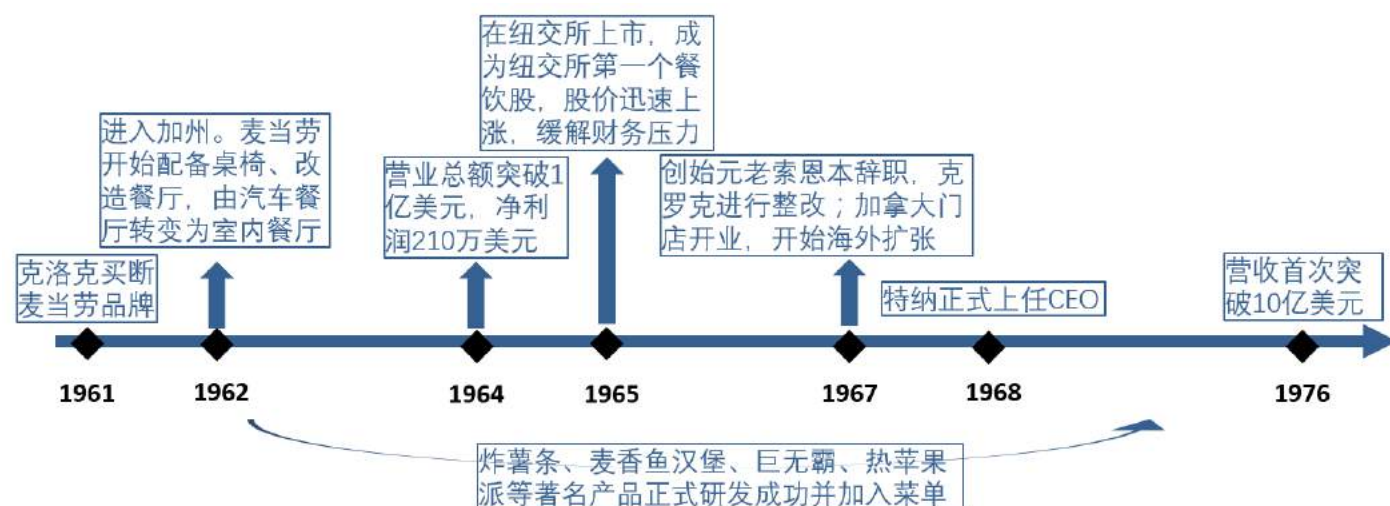 在纽交所上市，成
为纽交所第一个餐
饮股，股价迅速上
涨，缓解财务压力
进入加州。麦当劳
开始配备桌椅、改
造餐厅，由汽车餐
厅转变为室内餐厅
营业总额突破1
亿美元，净利
润210万美元
创始元老索恩本辞职，克
罗克进行整改；加拿大门
店开业，开始海外扩张
克洛克买断
麦当劳品牌
特纳正式上任CEO
营收首次突
破10亿美元
1961
1962
1964
1965
1967
1968
1976
炸薯条、麦香鱼汉堡、巨无霸、热苹果
派等著名产品正式研发成功并加入菜单